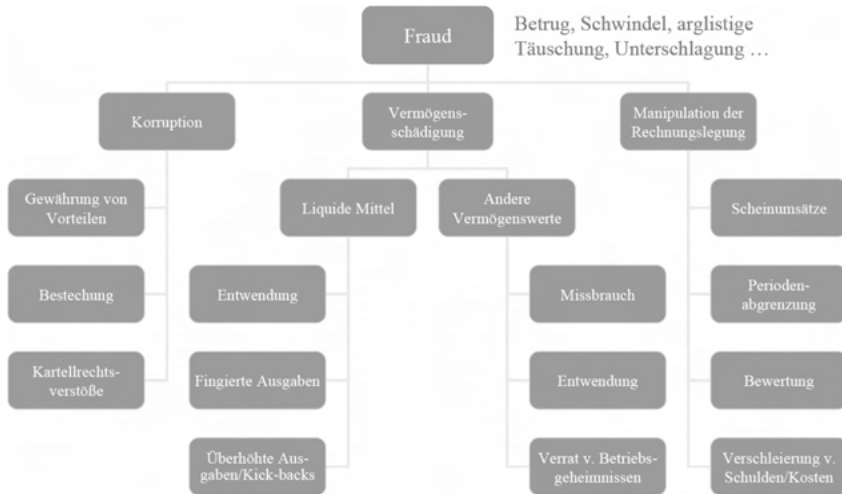 Fraud
Betrug, Schwindel, arglistige
Täuschung, Unterschlagung …
Korruption
Vermögens-
schädigung
Manipulation der
Rechnungslegung
Gewährung von
Vorteilen
Liquide Mittel
Andere
Vermögenswerte
Scheinumsätze
Bestechung
Entwendung
Missbrauch
Perioden-
abgrenzung
Kartellrechts-
verstöße
Fingierte Ausgaben
Entwendung
Bewertung
Überhöhte Aus-
gaben/Kick-backs
Verrat v. Betriebs-
geheimnissen
Verschleierung v.
Schulden/Kosten